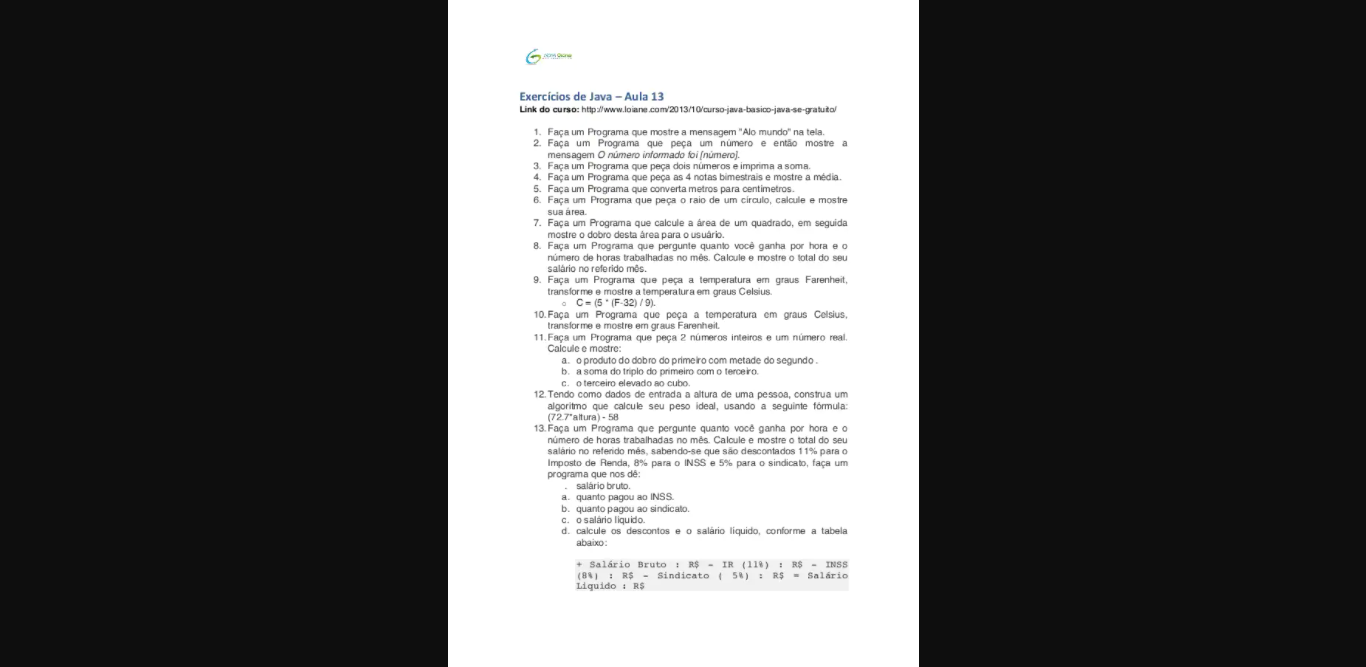 Exercícios de Java – Aula 13
Link do curso: http://www.loiane.com/2013/10/curso-java-basico-java-se-gratuito/
1. Faça um Programa que mostre a mensagem "Alo mundo" na tela.
2. Faça um Programa que peça um número e então mostre a
mensagem O número informado foi [número].
3. Faça um Programa que peça dois números e imprima a soma.
4. Faça um Programa que peça as 4 notas bimestrais e mostre a média.
5. Faça um Programa que converta metros para centímetros.
6. Faça um Programa que peça o raio de um círculo, calcule e mostre
sua área.
7. Faça um Programa que calcule a área de um quadrado, em seguida
mostre o dobro desta área para o usuário.
8. Faça um Programa que pergunte quanto você ganha por hora e o
número de horas trabalhadas no mês. Calcule e mostre o total do seu
salário no referido mês.
9. Faça um Programa que peça a temperatura em graus Farenheit,
transforme e mostre a temperatura em graus Celsius.
○ C = (5 * (F-32) / 9).
10. Faça um Programa que peça a temperatura em graus Celsius,
transforme e mostre em graus Farenheit.
11. Faça um Programa que peça 2 números inteiros e um número real.
Calcule e mostre:
a. o produto do dobro do primeiro com metade do segundo .
b. a soma do triplo do primeiro com o terceiro.
c. o terceiro elevado ao cubo.
12. Tendo como dados de entrada a altura de uma pessoa, construa um
algoritmo que calcule seu peso ideal, usando a seguinte fórmula:
(72.7*altura) - 58
13. Faça um Programa que pergunte quanto você ganha por hora e o
número de horas trabalhadas no mês. Calcule e mostre o total do seu
salário no referido mês, sabendo-se que são descontados 11% para o
Imposto de Renda, 8% para o INSS e 5% para o sindicato, faça um
programa que nos dê:
. salário bruto.
a. quanto pagou ao INSS.
b. quanto pagou ao sindicato.
c. o salário líquido.
d. calcule os descontos e o salário líquido, conforme a tabela
abaixo:
+ Salário Bruto : R$ - IR (11%) : R$ - INSS
(8%) : R$ - Sindicato ( 5%) : R$ = Salário
Liquido : R$